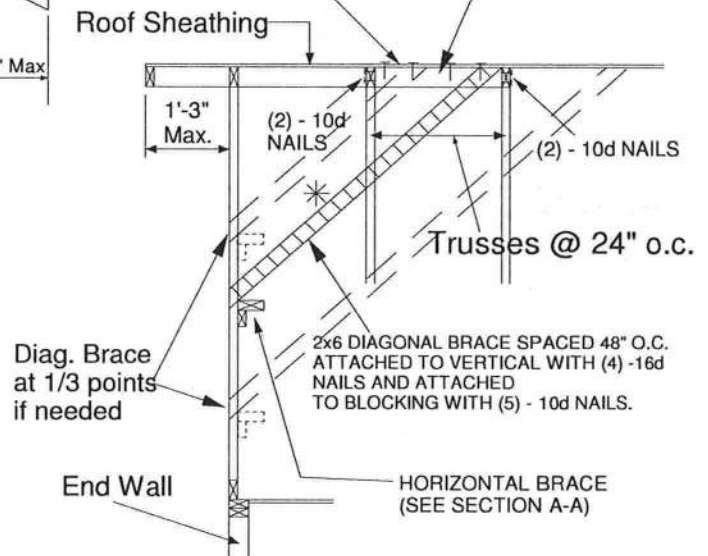 Roof Sheathing
" Max
1'-3"
Max.
(2) - 10d
NAILS
(2) - 10d NAILS
Trusses @ 24" o.c.
2x6 DIAGONAL BRACE SPACED 48" O.C.
ATTACHED TO VERTICAL WITH (4) -16d
NAILS AND ATTACHED
TO BLOCKING WITH (5) - 10d NAILS.
Diag. Brace
at 1/3 points
if needed
End Wall
HORIZONTAL BRACE
(SEE SECTION A-A)